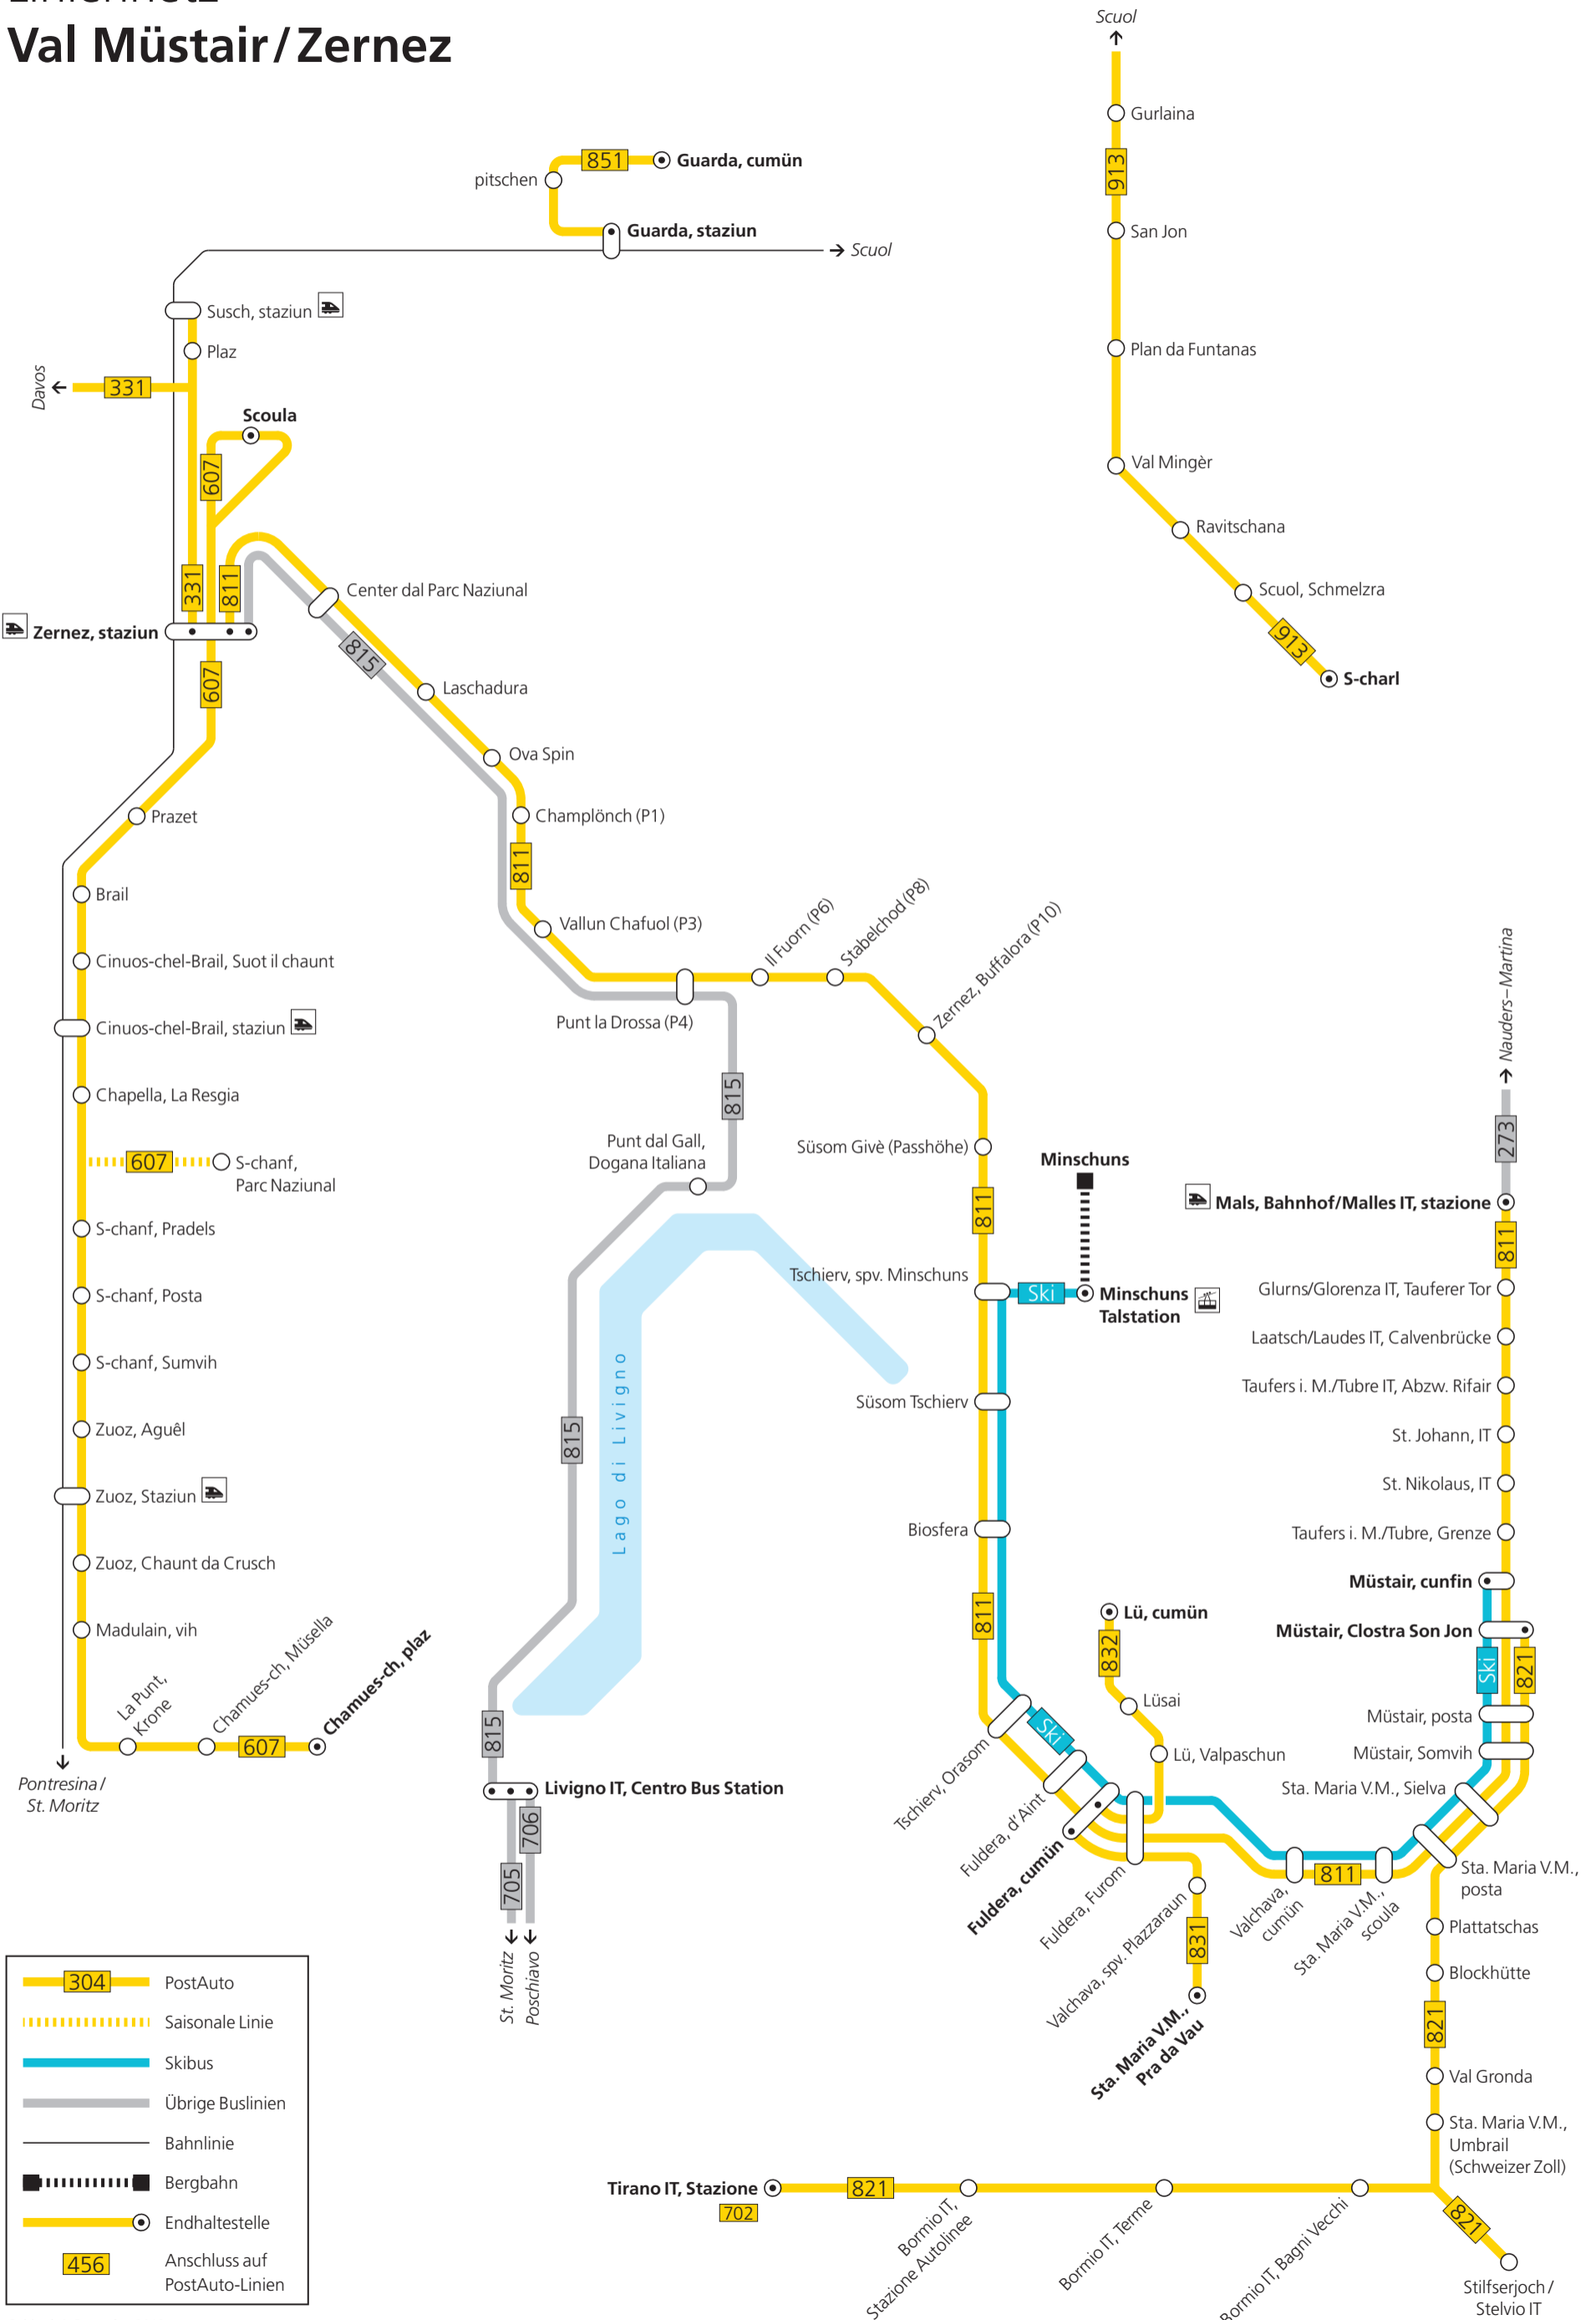 Liniennetz
Val Müstair/Zernez
Scuol
Gurlaina
913
San Jon
Plan da Funtanas
Val Mingèr
Ravitschana
Scuol, Schmelzra
913
S-charl
851
Guarda, cumün
pitschen
Guarda, staziun
Scuol
Susch, staziun
Plaz
Davos
331
Scoula
607
331
811
Zernez, staziun
607
Center dal Parc Naziunal
815
Laschadura
Ova Spin
Champlönch (P1)
811
Vallun Chafuol (P3)
Punt la Drossa (P4)
Il Fuorn (P6)
Stabelchod (P8)
Zernez, Buffalora (P10)
Prazet
Brail
Cinuos-chel-Brail, Suot il chaunt
Cinuos-chel-Brail, staziun
Chapella, La Resgia
607
S-chanf,
Parc Naziunal
S-chanf, Pradels
S-chanf, Posta
S-chanf, Sumvih
Zuoz, Aguêl
Zuoz, Staziun
Zuoz, Chaunt da Crusch
Madulain, vih
La Punt,
Krone
Chamues-ch, Müsella
607
Chamues-ch, plaz
Pontresina/
St. Moritz
815
Punt dal Gall,
Dogana Italiana
815
Lago di Livigno
815
Livigno IT, Centro Bus Station
706
705
St. Moritz
Poschiavo
Süsom Givè (Passhöhe)
811
Minschuns
Tschierv, spv. Minschuns
Ski
Minschuns
Talstation
Süsom Tschierv
Biosfera
811
Tschierv, Orasom
Ski
Fuldera, d'Aint
Fuldera, cumün
Fuldera, Furom
Lü, cumün
832
Lüsai
Lü, Valpaschun
Valchava, spv. Plazzaraun
831
Sta. Maria V.M.,
Pra da Vau
Valchava,
cumün
811
Sta. Maria V.M.,
scoula
Nauders–Martina
273
Mals, Bahnhof/Malles IT, stazione
811
Glurns/Glorenza IT, Tauferer Tor
Laatsch/Laudes IT, Calvenbrücke
Taufers i. M./Tubre IT, Abzw. Rifair
St. Johann, IT
St. Nikolaus, IT
Taufers i. M./Tubre, Grenze
Müstair, cunfin
Müstair, Clostra Son Jon
Ski
821
Müstair, posta
Müstair, Somvih
Sta. Maria V.M., Sielva
Sta. Maria V.M.,
posta
Plattatschas
Blockhütte
821
Val Gronda
Sta. Maria V.M.,
Umbrail
(Schweizer Zoll)
Tirano IT, Stazione
702
821
Bormio IT,
Stazione Autolinee
Bormio IT, Terme
Bormio IT, Bagni Vecchi
821
Stilfserjoch/
Stelvio IT
304
PostAuto
Saisonale Linie
Skibus
Übrige Buslinien
Bahnlinie
Bergbahn
Endhaltestelle
456
Anschluss auf
PostAuto-Linien